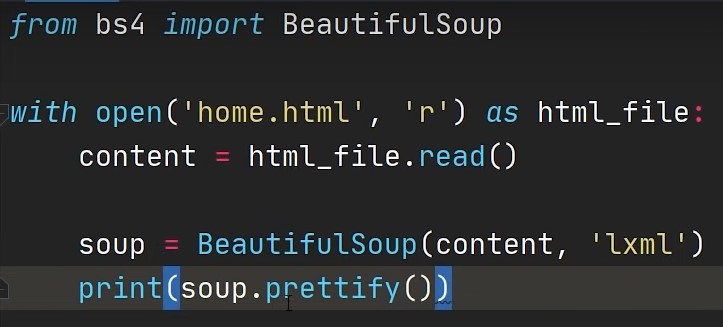 from bs4 import BeautifulSoup
with open('home.html', 'r') as html_file:
content = html_file.read()
soup = BeautifulSoup(content, 'lxml')
print(soup.prettify())